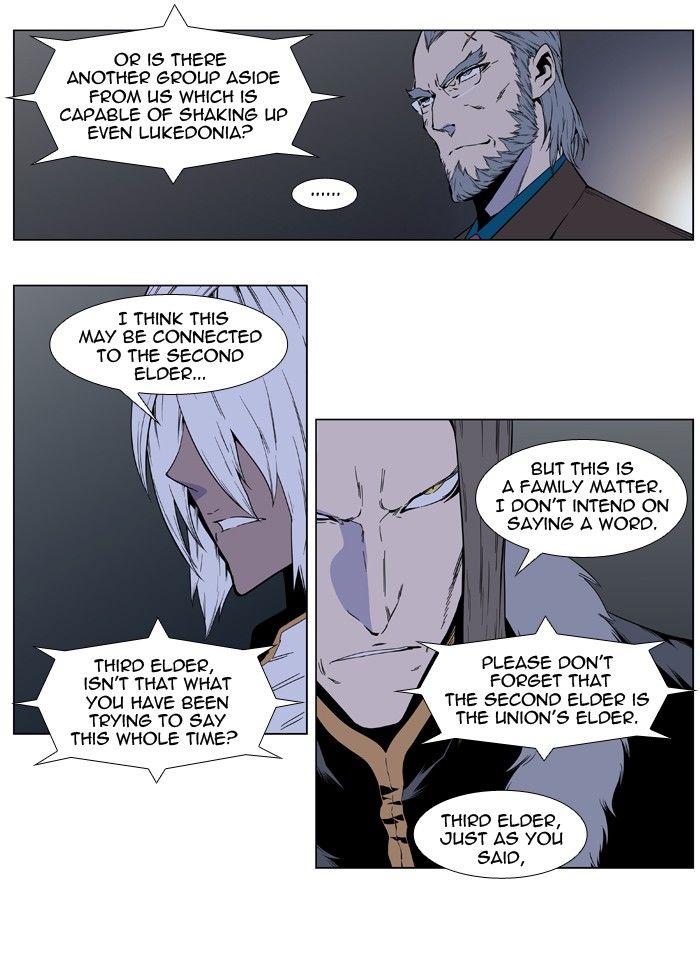 OR IS THERE
ANOTHER GROUP ASIDE
FROM US WHICH IS
CAPABLE OF SHAKING UP
EVEN LUKEDONIA?
......
I THINK THIS
MAY BE CONNECTED
TO THE SECOND
ELDER...
BUT THIS IS
A FAMILY MATTER.
I DON'T INTEND ON
SAYING A WORD.
THIRD ELDER,
ISN'T THAT WHAT
YOU HAVE BEEN
TRYING TO SAY
THIS WHOLE TIME?
PLEASE DON'T
FORGET THAT
THE SECOND ELDER IS
THE UNION'S ELDER.
THIRD ELDER,
JUST AS YOU
SAID,